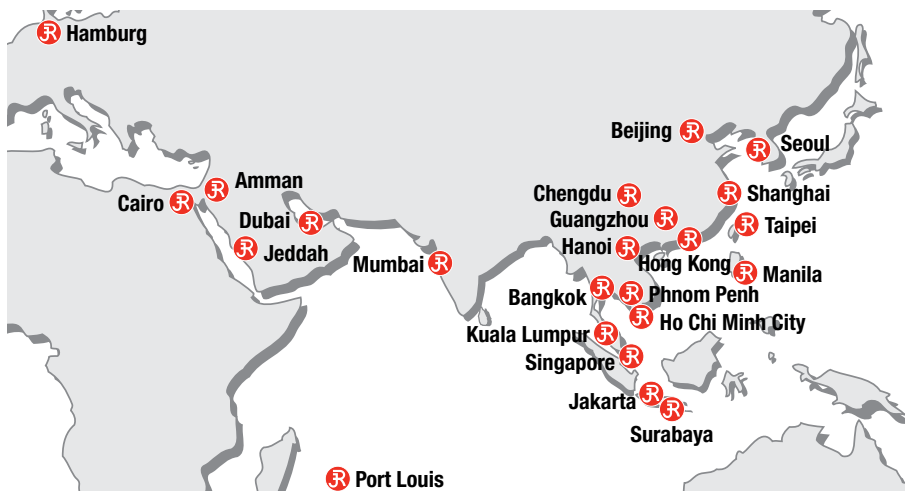 Hamburg
Beijing
Seoul
Amman
Chengdu
Shanghai
Cairo
Guangzhou
Dubai
Taipei
Hanoi
Jeddah
Mumbai
Hong Kong
Manila
Bangkok
Phnom Penh
Ho Chi Minh City
Kuala Lumpur
Singapore
Jakarta
Surabaya
Port Louis